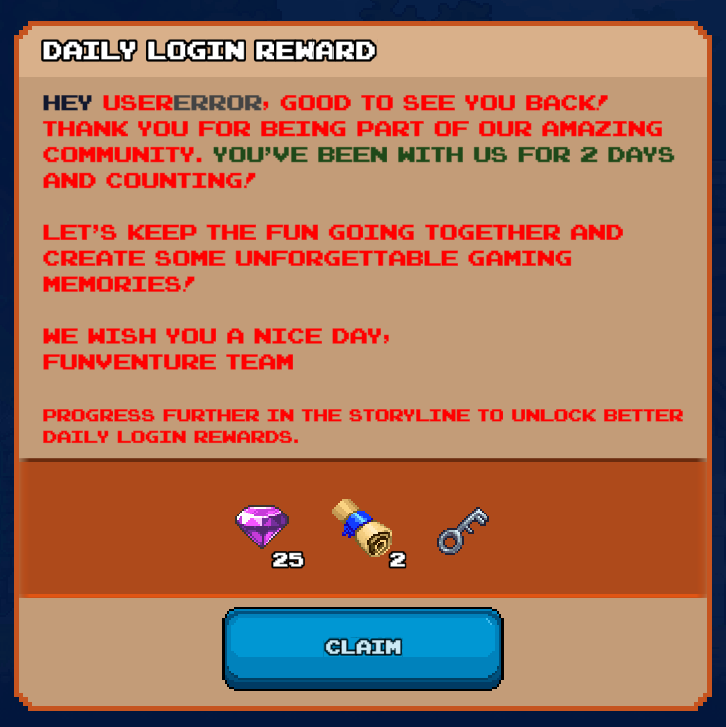 DAILY LOGIN REWARD
HEY USERERROR, GOOD TO SEE YOU BACK!
THANK YOU FOR BEING PART OF OUR AMAZING
COMMUNITY. YOU'VE BEEN WITH US FOR 2 DAYS
AND COUNTING!
LET'S KEEP THE FUN GOING TOGETHER AND
CREATE SOME UNFORGETTABLE GAMING
MEMORIES!
WE WISH YOU A NICE DAY,
FUNVENTURE TEAM
PROGRESS FURTHER IN THE STORYLINE TO UNLOCK BETTER
DAILY LOGIN REWARDS.
25 2
CLAIM